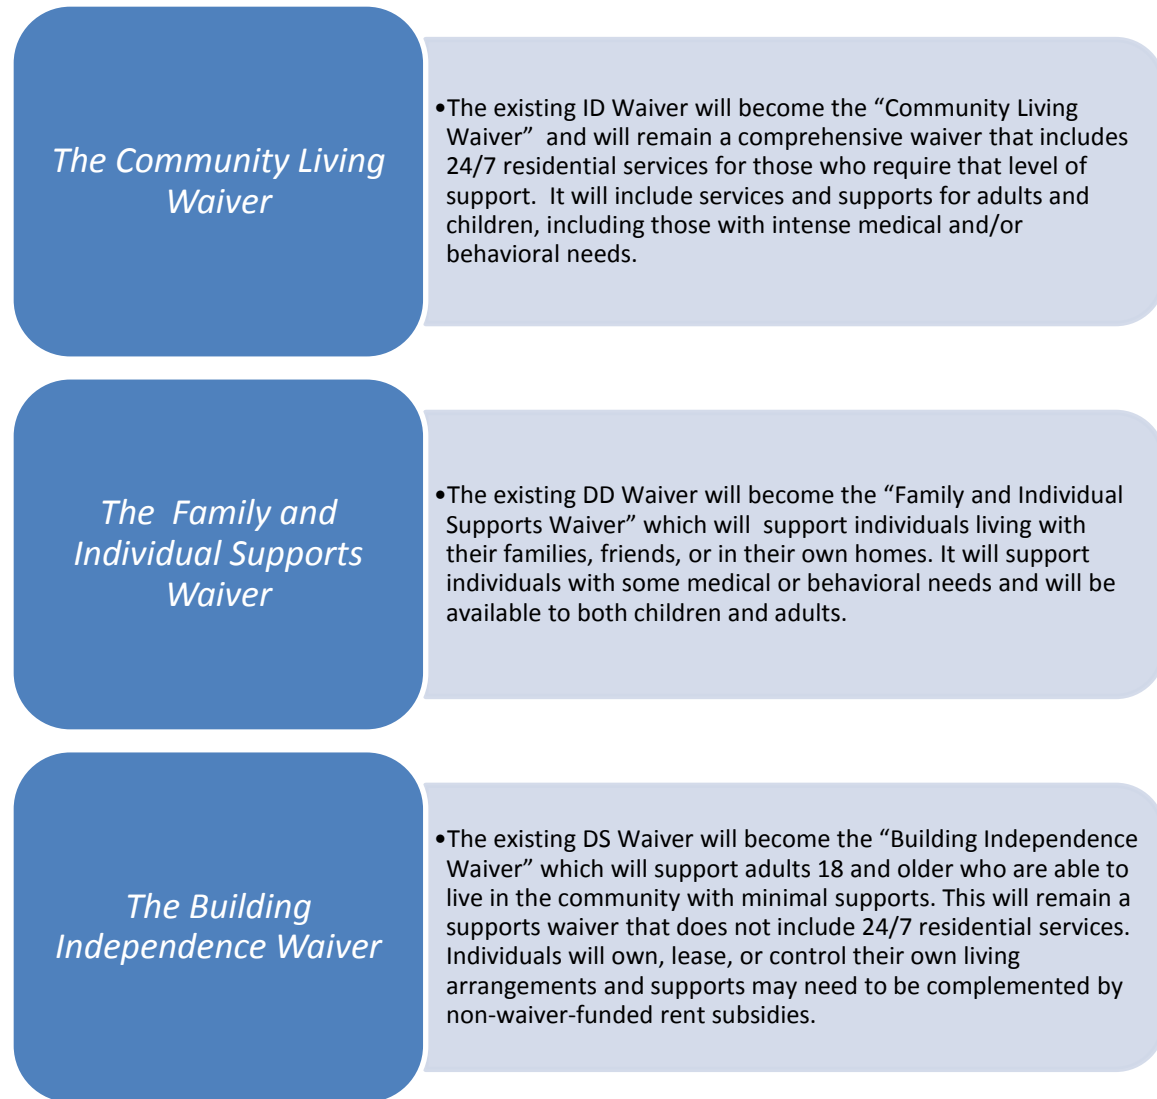 The Community Living
Waiver
•The existing ID Waiver will become the “Community Living
Waiver”  and will remain a comprehensive waiver that includes
24/7 residential services for those who require that level of
support.  It will include services and supports for adults and
children, including those with intense medical and/or
behavioral needs.
The  Family and
Individual Supports
Waiver
•The existing DD Waiver will become the “Family and Individual
Supports Waiver” which will  support individuals living with
their families, friends, or in their own homes. It will support
individuals with some medical or behavioral needs and will be
available to both children and adults.
The Building
Independence Waiver
•The existing DS Waiver will become the “Building Independence
Waiver” which will support adults 18 and older who are able to
live in the community with minimal supports. This will remain a
supports waiver that does not include 24/7 residential services.
Individuals will own, lease, or control their own living
arrangements and supports may need to be complemented by
non-waiver-funded rent subsidies.